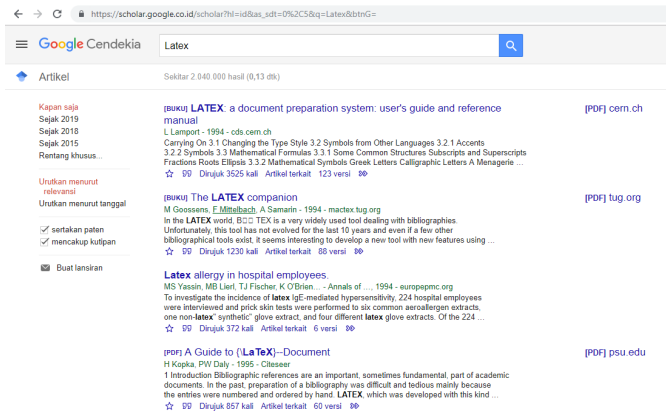 https://scholar.google.co.id/scholar?hl=id&as_sdt=0%2C5&q=Latex&btnG=
Google Cendekia
Latex
Artikel
Sekitar 2.040.000 hasil (0,13 dtk)
Kapan saja
Sejak 2019
Sejak 2018
Sejak 2015
Rentang khusus...
Urutkan menurut
relevansi
Urutkan menurut tanggal
sertakan paten
mencakup kutipan
Buat lansiran
[BUKU] LATEX: a document preparation system: user's guide and reference
manual
L Lamport - 1994 - cds.cern.ch
Carrying On 3.1 Changing the Type Style 3.2 Symbols from Other Languages 3.2.1 Accents
3.2.2 Symbols 3.3 Mathematical Formulas 3.3.1 Some Common Structures Subscripts and Superscripts
Fractions Roots Ellipsis 3.3.2 Mathematical Symbols Greek Letters Calligraphic Letters A Menagerie ...
Dirujuk 3525 kali Artikel terkait 123 versi
[PDF] cern.ch
[BUKU] The LATEX companion
M Goossens, F Mittelbach, A Samarin - 1994 - mactex.tug.org
In the LATEX world, B□□ TEX is a very widely used tool dealing with bibliographies.
Unfortunately, this tool has not evolved for the last 10 years and even if a few other
bibliographical tools exist, it seems interesting to develop a new tool with new features using ...
Dirujuk 1230 kali Artikel terkait 88 versi
[PDF] tug.org
Latex allergy in hospital employees.
MS Yassin, MB Lierl, TJ Fischer, K O'Brien... - Annals of ..., 1994 - europepmc.org
To investigate the incidence of latex IgE-mediated hypersensitivity, 224 hospital employees
were interviewed and prick skin tests were performed to six common aeroallergen extracts,
one non-latex" synthetic" glove extract, and four different latex glove extracts. Of the 224 ...
Dirujuk 372 kali Artikel terkait 6 versi
[PDF] A Guide to {\LaTeX}--Document
H Kopka, PW Daly - 1995 - Citeseer
1 Introduction Bibliographic references are an important, sometimes fundamental, part of academic
documents. In the past, preparation of a bibliography was difficult and tedious mainly because
the entries were numbered and ordered by hand. LATEX, which was developed with this kind ...
Dirujuk 857 kali Artikel terkait 60 versi
[PDF] psu.edu